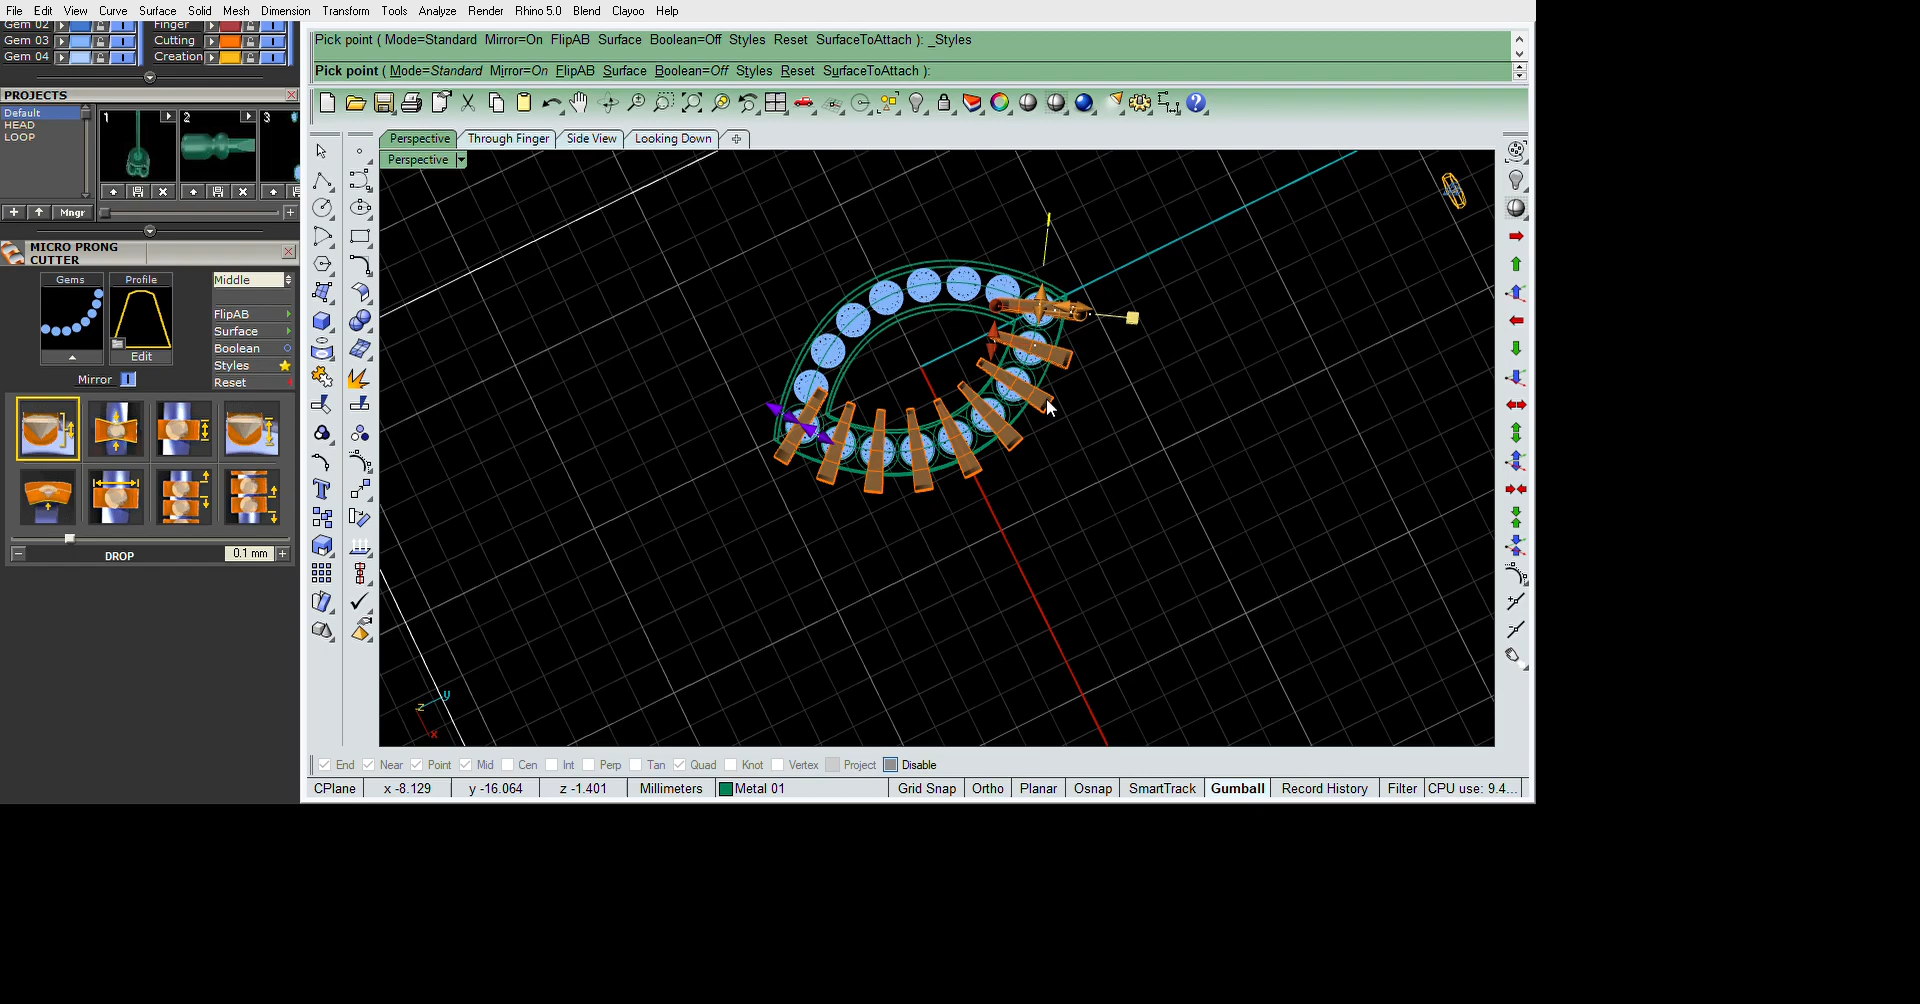 File Edit View Curve Surface Solid Mesh Dimension Transform Tools Analyze Render Rhino 5.0 Blend Clayoo Help
Gem 02 Finger
Gem 03 Cutting
Gem 04 Creation
Pick point ( Mode=Standard Mirror=On FlipAB Surface Boolean=Off Styles Reset SurfaceToAttach ): _Styles
Pick point ( Mode=Standard Mirror=On FlipAB Surface Boolean=Off Styles Reset SurfaceToAttach ):
PROJECTS
Default
HEAD
LOOP
1 2 3
Mngr
Perspective Through Finger Side View Looking Down
Perspective
MICRO PRONG
CUTTER
Gems Profile Middle
FlipAB
Surface
Boolean
Edit
Styles
Mirror
Reset
DROP 0.1 mm
z y
x
End Near Point Mid Cen Int Perp Tan Quad Knot Vertex Project Disable
CPlane x -8.129 y -16.064 z -1.401 Millimeters Metal 01 Grid Snap Ortho Planar Osnap SmartTrack Gumball Record History Filter CPU use: 9.4...